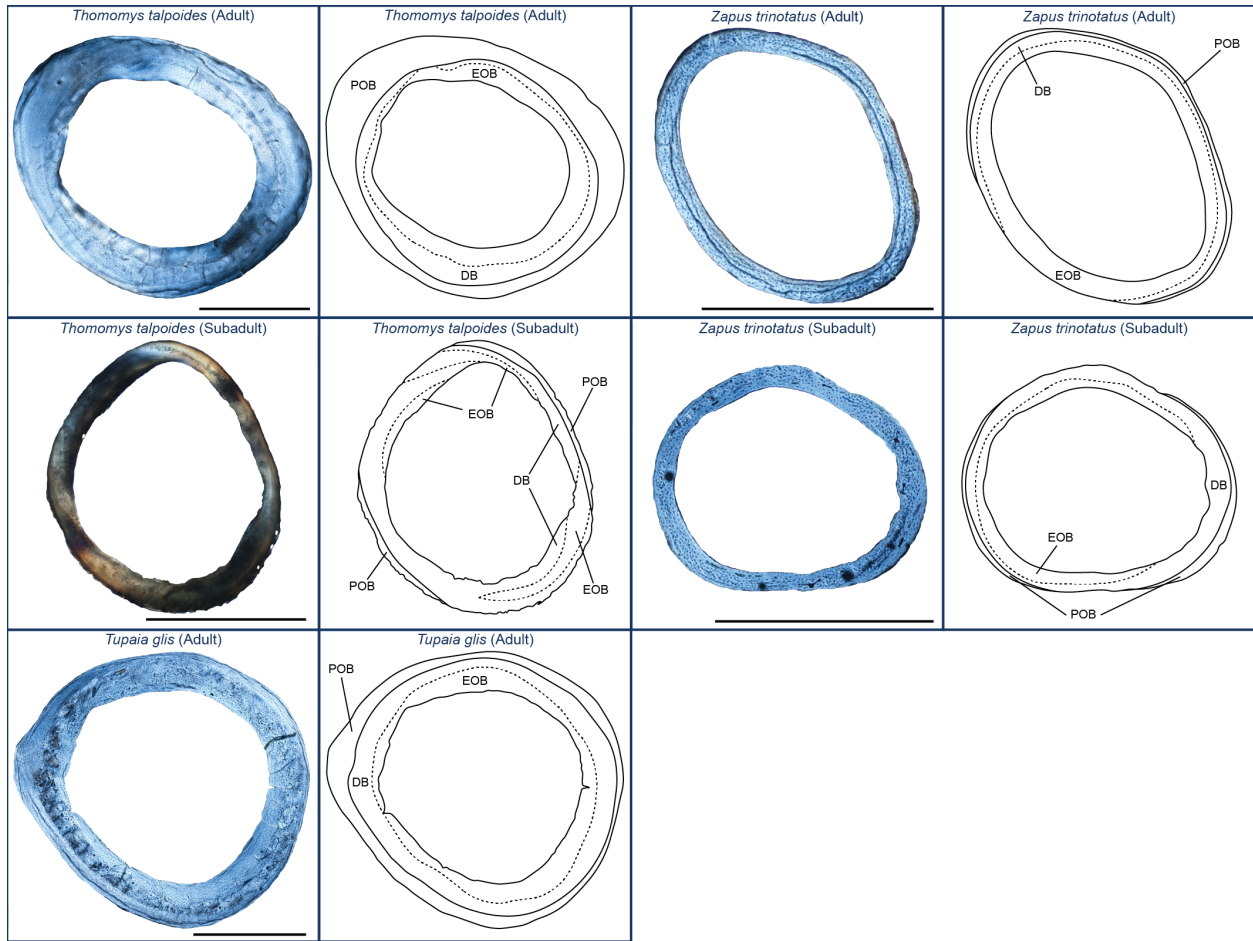 Thomomys talpoides (Adult)
Thomomys talpoides (Adult)
POB
EOB
DB
Zapus trinotatus (Adult)
Zapus trinotatus (Adult)
POB
DB
EOB
Thomomys talpoides (Subadult)
Thomomys talpoides (Subadult)
POB
EOB
DB
POB
EOB
Zapus trinotatus (Subadult)
Zapus trinotatus (Subadult)
DB
EOB
POB
Tupaia glis (Adult)
Tupaia glis (Adult)
POB
EOB
DB